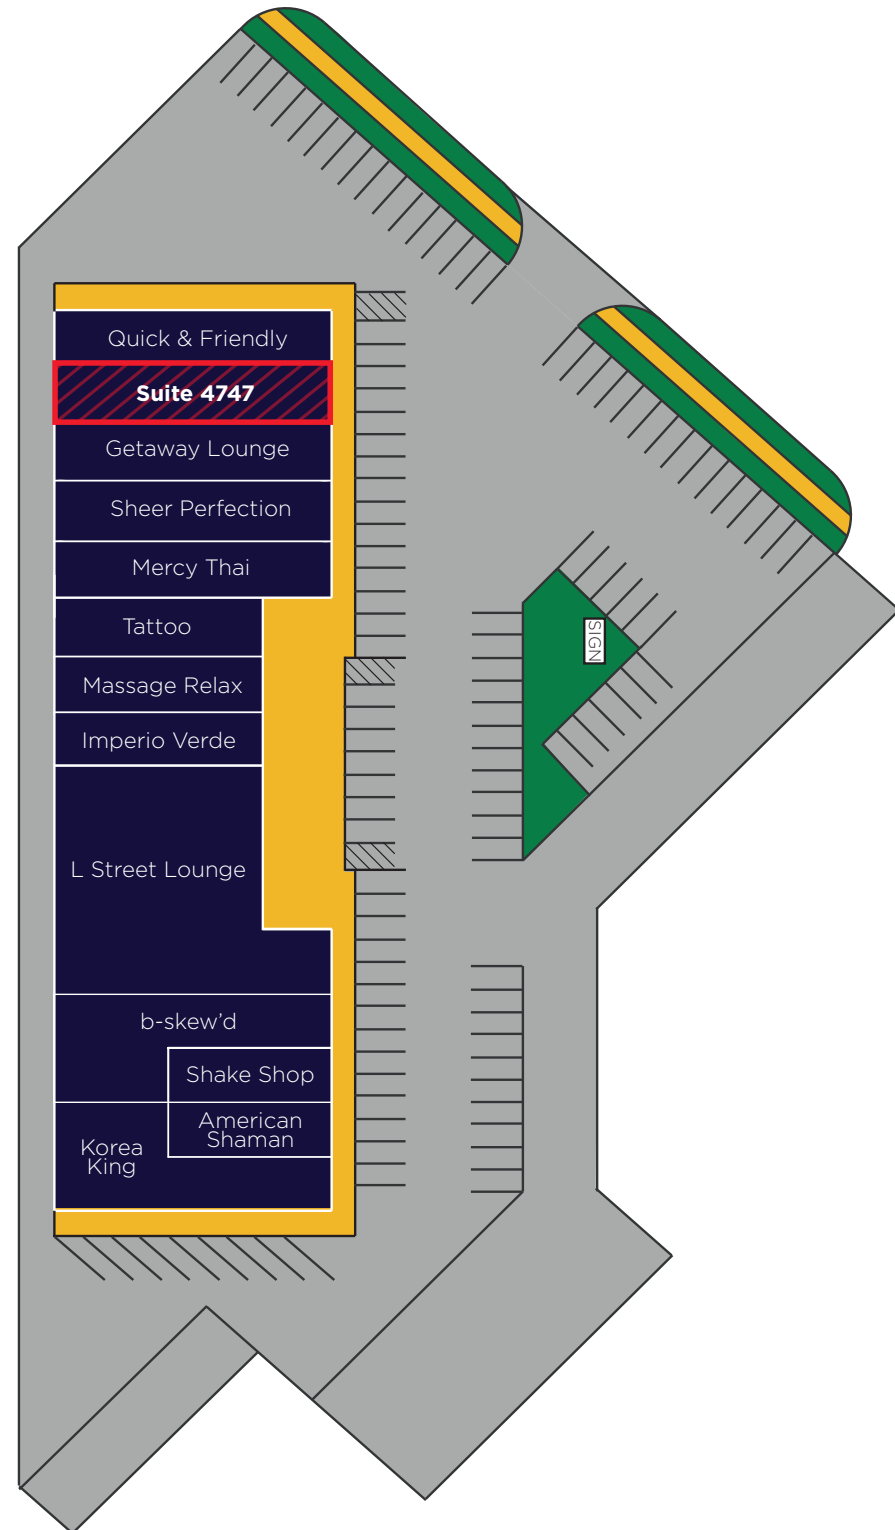 Quick & Friendly
Suite 4747
Getaway Lounge
Sheer Perfection
Mercy Thai
Tattoo
SIGN
Massage Relax
Imperio Verde
L Street Lounge
b-skew’d
Shake Shop
American
Shaman
Korea
King